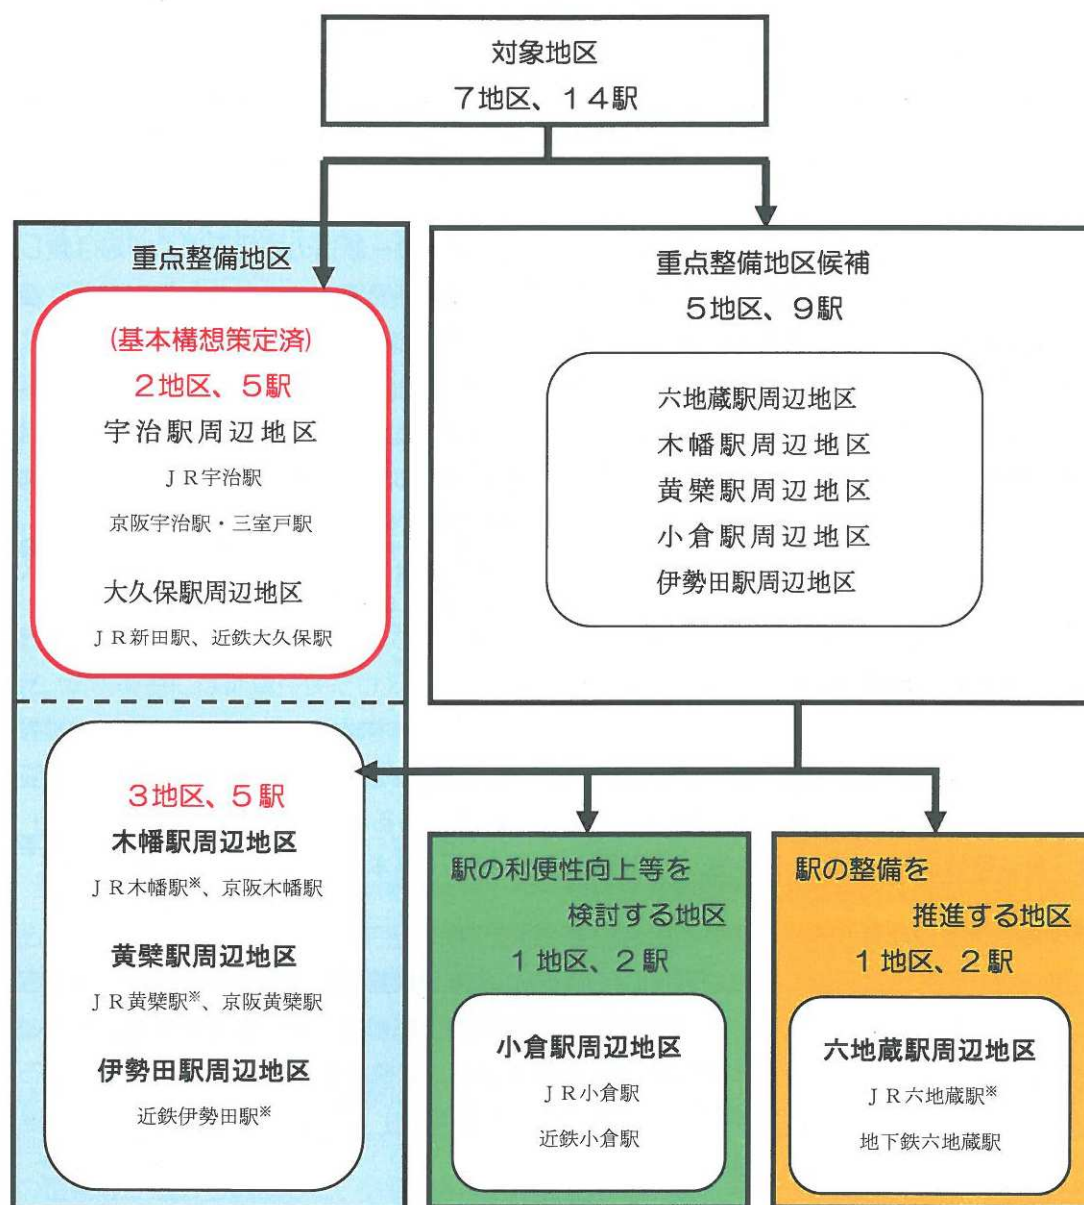 対象地区
7地区、14駅
重点整備地区
(基本構想策定済)
2地区、5駅
宇治駅周辺地区
JR宇治駅
京阪宇治駅・三室戸駅
大久保駅周辺地区
JR新田駅、近鉄大久保駅
重点整備地区候補
5地区、9駅
六地蔵駅周辺地区
木幡駅周辺地区
黄檗駅周辺地区
小倉駅周辺地区
伊勢田駅周辺地区
3地区、5駅
木幡駅周辺地区
JR木幡駅※、京阪木幡駅
黄檗駅周辺地区
JR黄檗駅※、京阪黄檗駅
伊勢田駅周辺地区
近鉄伊勢田駅※
駅の利便性向上等を
検討する地区
1地区、2駅
小倉駅周辺地区
JR小倉駅
近鉄小倉駅
駅の整備を
推進する地区
1地区、2駅
六地蔵駅周辺地区
JR六地蔵駅※
地下鉄六地蔵駅